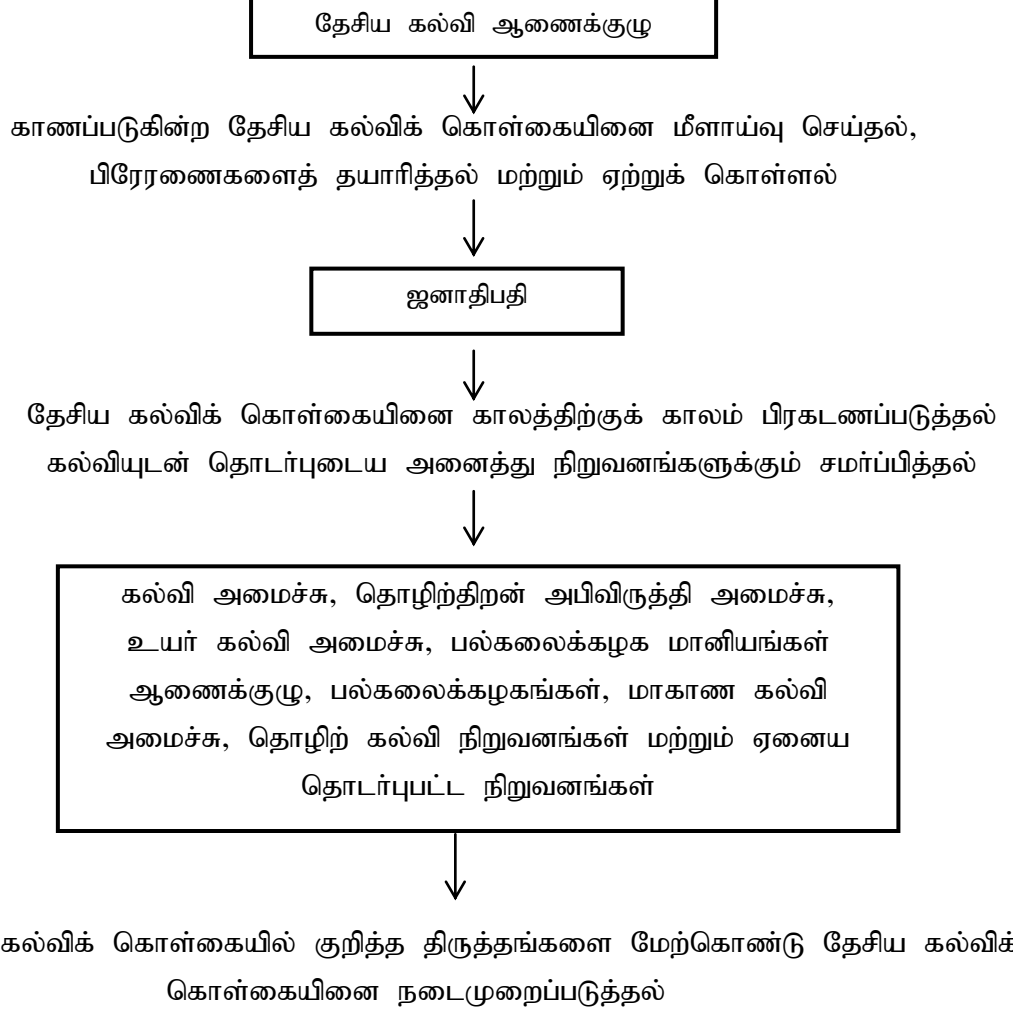 தேசிய கல்வி ஆணைக்குழு
காணப்படுகின்ற தேசிய கல்விக் கொள்கையினை மீளாய்வு செய்தல்,
பிரேரணைகளைத் தயாரித்தல் மற்றும் ஏற்றுக் கொள்ளல்
ஜனாதிபதி
தேசிய கல்விக் கொள்கையினை காலத்திற்குக் காலம் பிரகடணப்படுத்தல்
கல்வியுடன் தொடர்புடைய அனைத்து நிறுவனங்களுக்கும் சமர்ப்பித்தல்
கல்வி அமைச்சு, தொழிற்திறன் அபிவிருத்தி அமைச்சு,
உயர் கல்வி அமைச்சு, பல்கலைக்கழக மானியங்கள்
ஆணைக்குழு, பல்கலைக்கழகங்கள், மாகாண கல்வி
அமைச்சு, தொழிற் கல்வி நிறுவனங்கள் மற்றும் ஏனைய
தொடர்புபட்ட நிறுவனங்கள்
கல்விக் கொள்கையில் குறித்த திருத்தங்களை மேற்கொண்டு தேசிய கல்விக்
கொள்கையினை நடைமுறைப்படுத்தல்